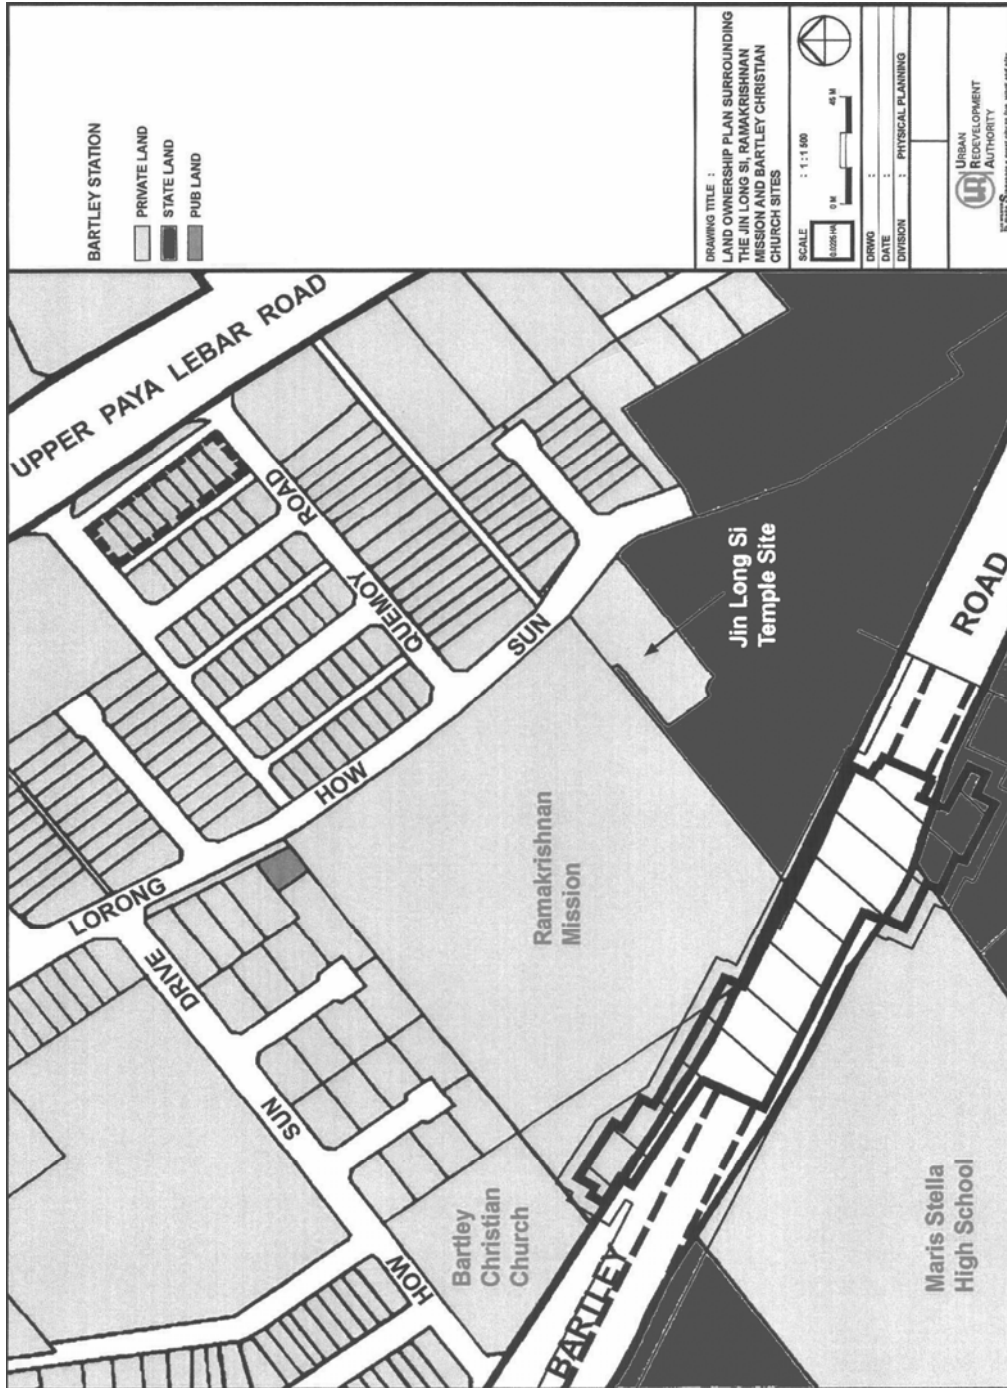 BARTLEY STATION
PRIVATE LAND
STATE LAND
PUB LAND
DRAWING TITLE :
LAND OWNERSHIP PLAN SURROUNDING
THE JIN LONG SI, RAMAKRISHNAN
MISSION AND BARTLEY CHRISTIAN
CHURCH SITES
SCALE : 1 : 1 500
0.0225 HA
0 M 45 M
DRWG :
DATE :
DIVISION : PHYSICAL PLANNING
URBAN
REDEVELOPMENT
AUTHORITY
UPPER PAYA LEBAR ROAD
QUEMOY ROAD
LORONG HOW SUN
HOW SUN DRIVE
Jin Long Si
Temple Site
Ramakrishnan
Mission
Bartley
Christian
Church
BARTLEY ROAD
Maris Stella
High School